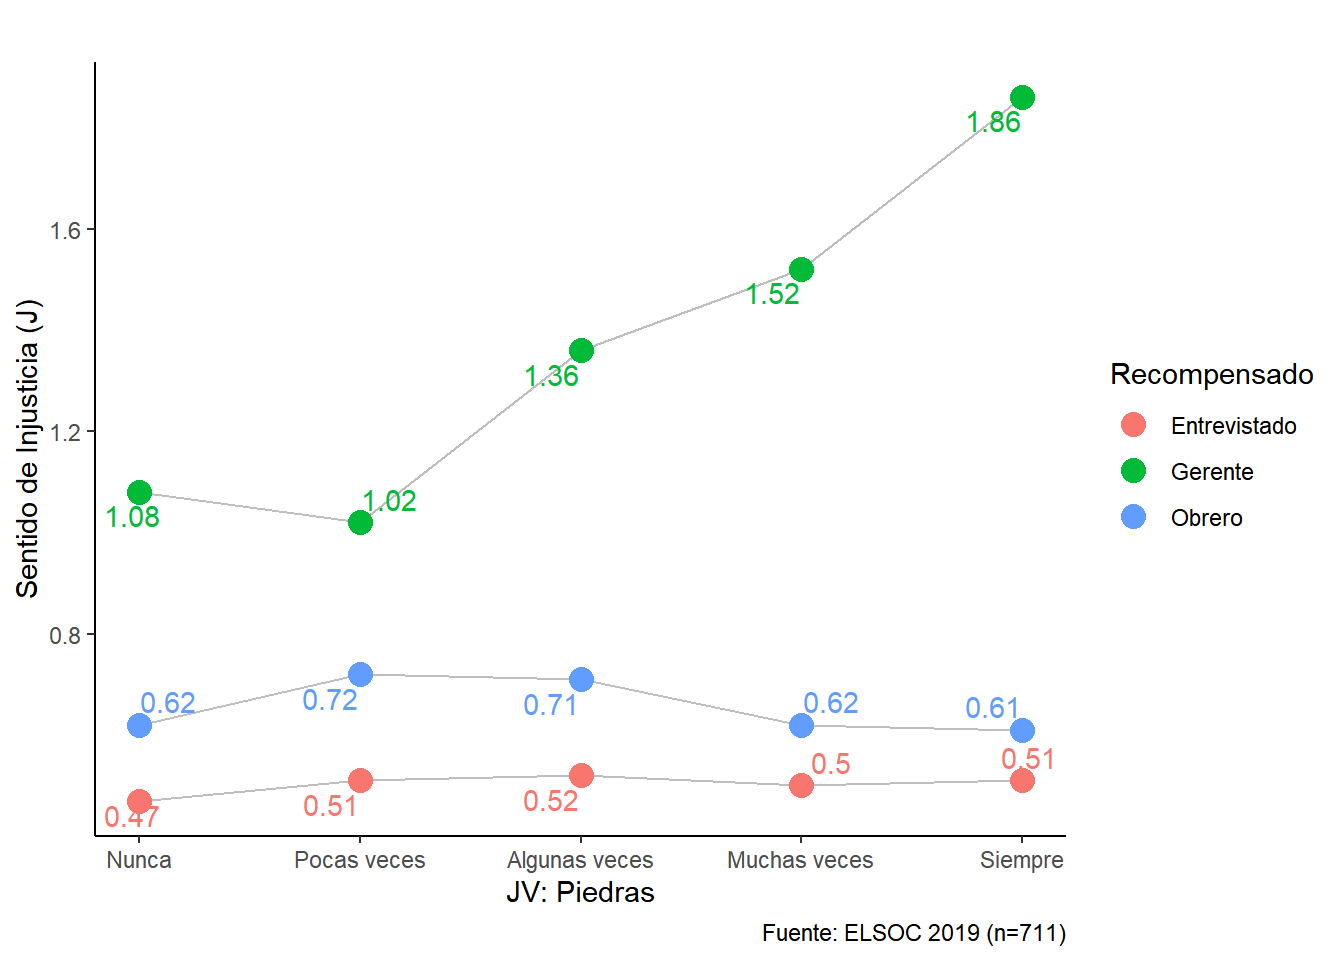 Sentido de Injusticia (J)
1.6
1.2
0.8
1.86
1.52
1.36
1.08
1.02
0.62
0.72
0.71
0.62
0.61
0.47
0.51
0.52
0.5
0.51
Nunca
Pocas veces
Algunas veces
Muchas veces
Siempre
JV: Piedras
Fuente: ELSOC 2019 (n=711)
Recompensado
Entrevistado
Gerente
Obrero